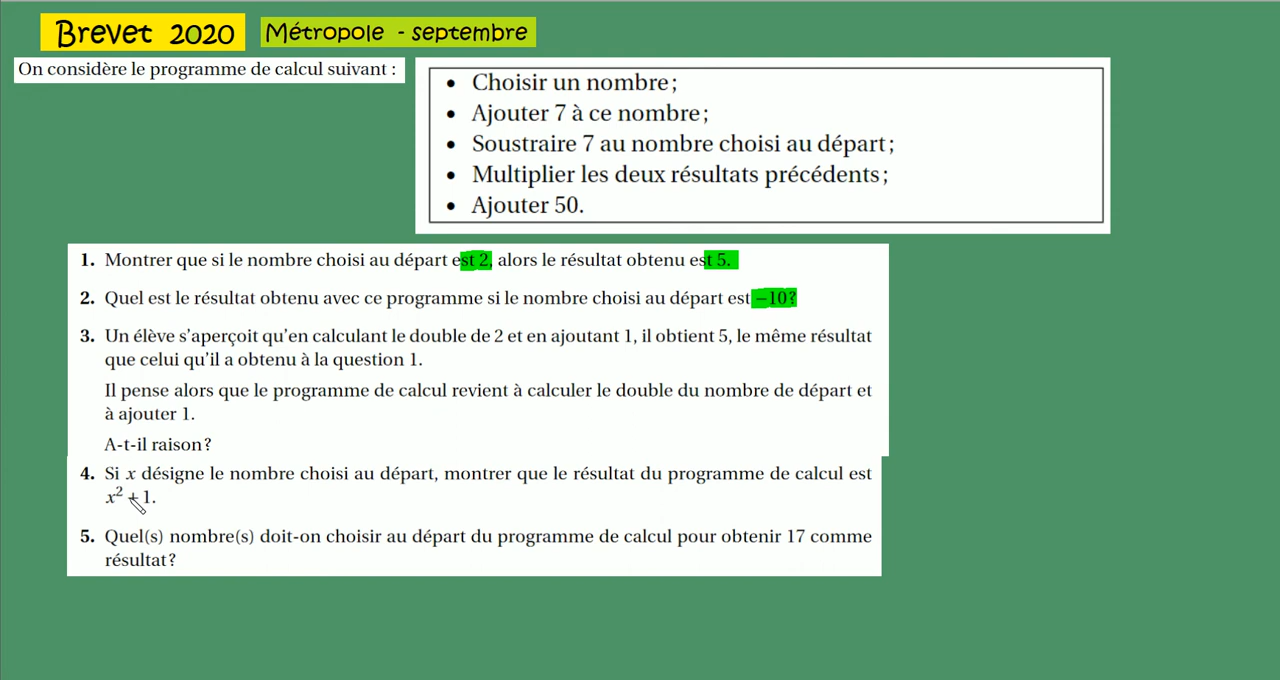 Brevet 2020
Métropole - septembre
On considère le programme de calcul suivant :
• Choisir un nombre;
• Ajouter 7 à ce nombre;
• Soustraire 7 au nombre choisi au départ;
• Multiplier les deux résultats précédents;
• Ajouter 50.
1. Montrer que si le nombre choisi au départ est 2, alors le résultat obtenu est 5.
2. Quel est le résultat obtenu avec ce programme si le nombre choisi au départ est −10?
3. Un élève s'aperçoit qu'en calculant le double de 2 et en ajoutant 1, il obtient 5, le même résultat
que celui qu'il a obtenu à la question 1.
Il pense alors que le programme de calcul revient à calculer le double du nombre de départ et
à ajouter 1.
A-t-il raison?
4. Si x désigne le nombre choisi au départ, montrer que le résultat du programme de calcul est
x² + 1.
5. Quel(s) nombre(s) doit-on choisir au départ du programme de calcul pour obtenir 17 comme
résultat?